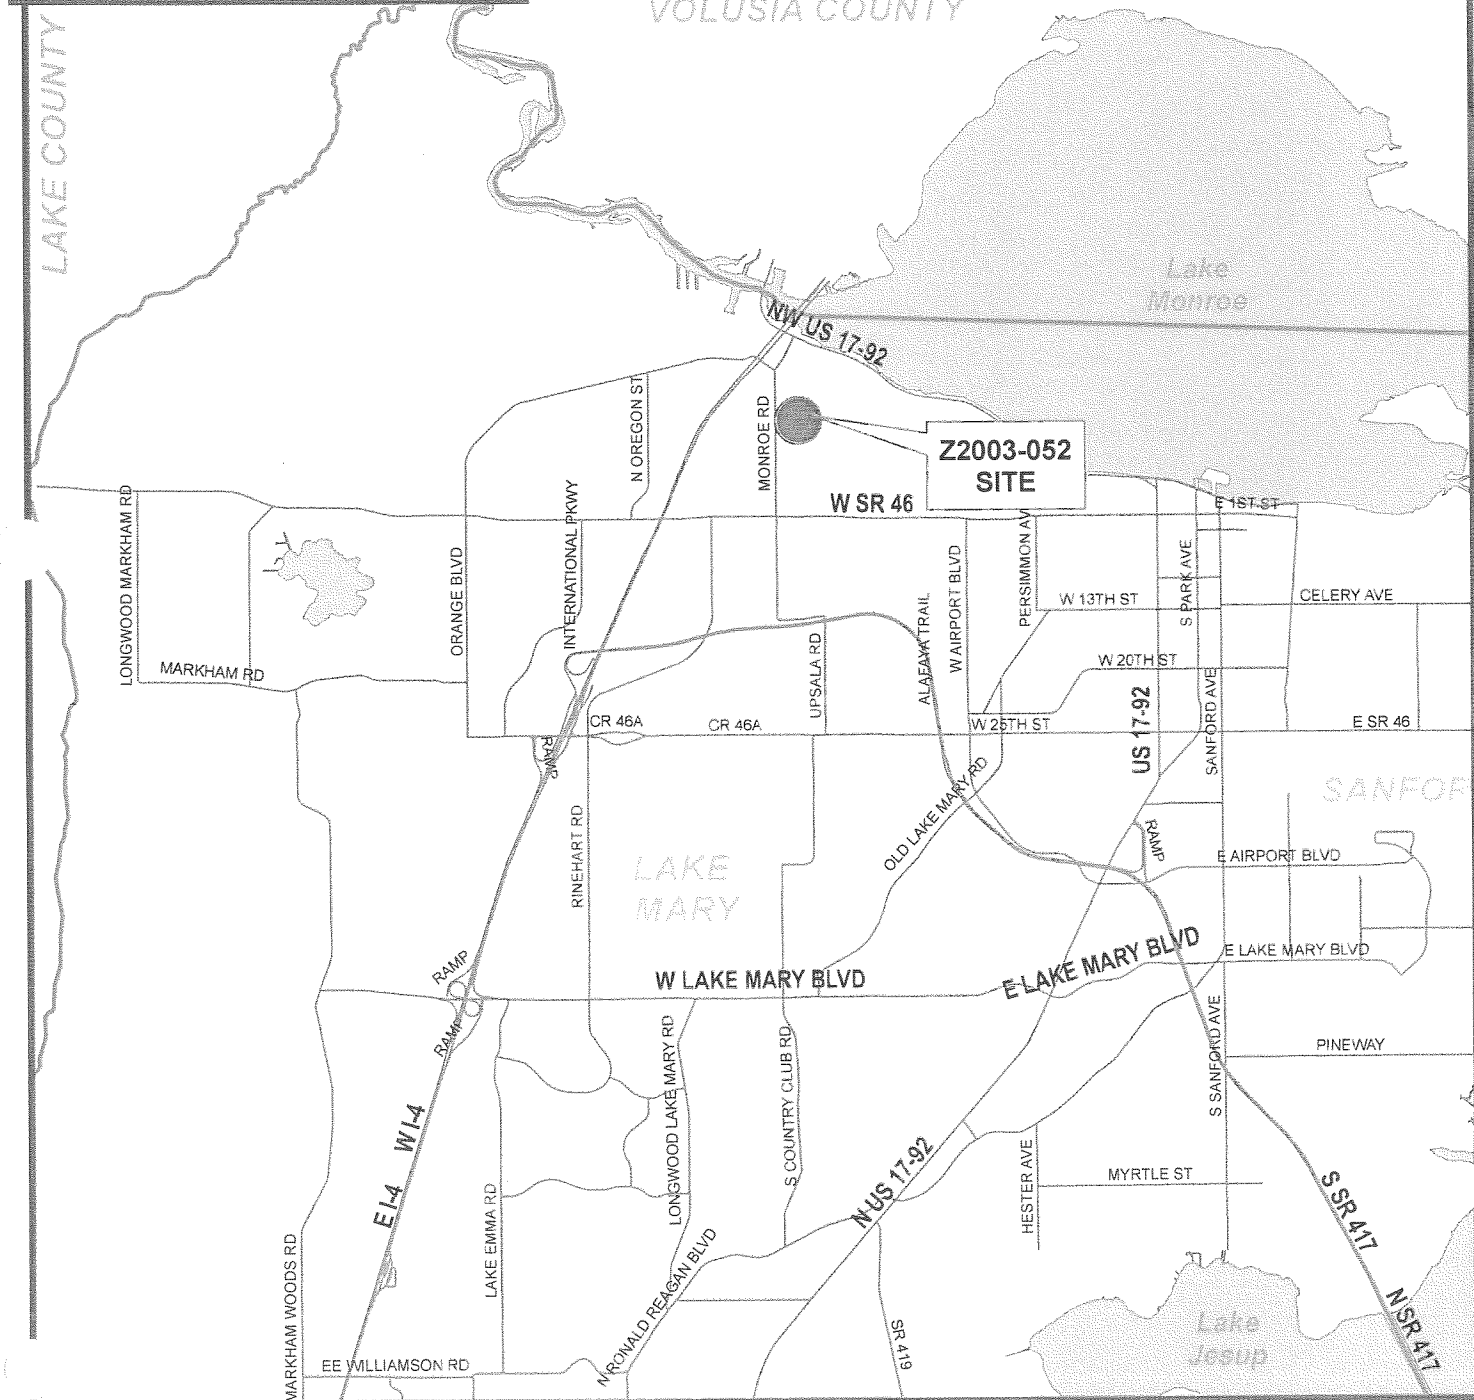 VOLUSIA COUNTY
LAKE COUNTY
Lake
Monroe
NW US 17-92
N OREGON ST
MONROE RD
Z2003-052
SITE
W SR 46
E 1ST ST
LONGWOOD MARKHAM RD
ORANGE BLVD
INTERNATIONAL PKWY
W AIRPORT BLVD
PERSIMMON AV
S PARK AVE
W 13TH ST
CELERY AVE
MARKHAM RD
UPSALA RD
ALAFAYA TRAIL
W 20TH ST
SANFORD AVE
US 17-92
CR 46A
CR 46A
W 25TH ST
E SR 46
RAMP
OLD LAKE MARY RD
SANFOR
RINEHART RD
LAKE
MARY
RAMP
E AIRPORT BLVD
RAMP
W LAKE MARY BLVD
E LAKE MARY BLVD
E LAKE MARY BLVD
RAMP
LONGWOOD LAKE MARY RD
S COUNTRY CLUB RD
S SANFORD AVE
PINEWAY
W I-4
E I-4
N US 17-92
HESTER AVE
MYRTLE ST
S SR 417
LAKE EMMA RD
MARKHAM WOODS RD
N RONALD REAGAN BLVD
SR 419
Lake
Jesup
N SR 417
EE WILLIAMSON RD